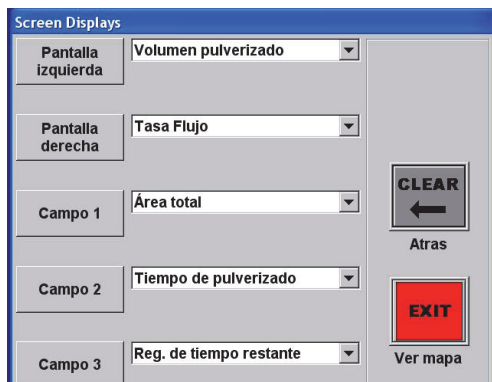 Screen Displays
Pantalla
izquierda
Volumen pulverizado
Pantalla
derecha
Tasa Flujo
Campo 1
Área total
Campo 2
Tiempo de pulverizado
Campo 3
Reg. de tiempo restante
CLEAR
Atras
EXIT
Ver mapa